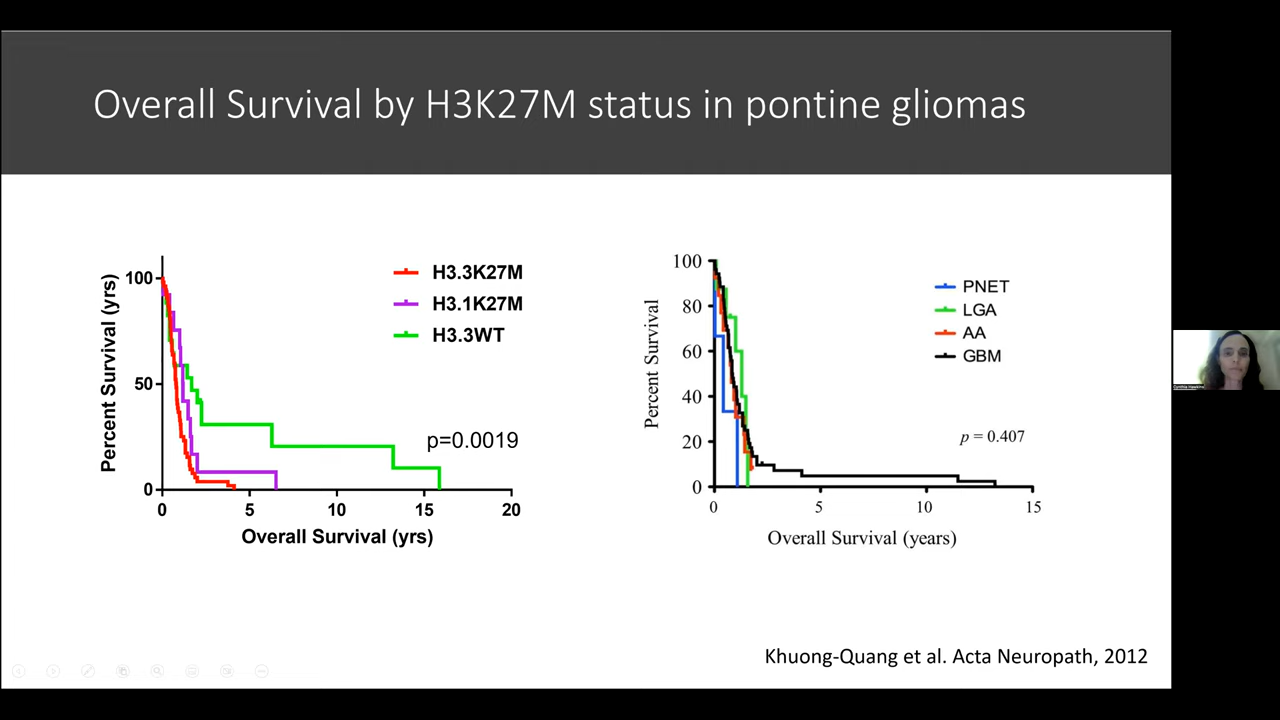 Overall Survival by H3K27M status in pontine gliomas
Percent Survival (yrs)
100
50
0
0 5 10 15 20
Overall Survival (yrs)
H3.3K27M
H3.1K27M
H3.3WT
p=0.0019
Percent Survival
100
80
60
40
20
0
0 5 10 15
Overall Survival (years)
PNET
LGA
AA
GBM
p = 0.407
Khuong-Quang et al. Acta Neuropath, 2012
Cynthia Hawkins